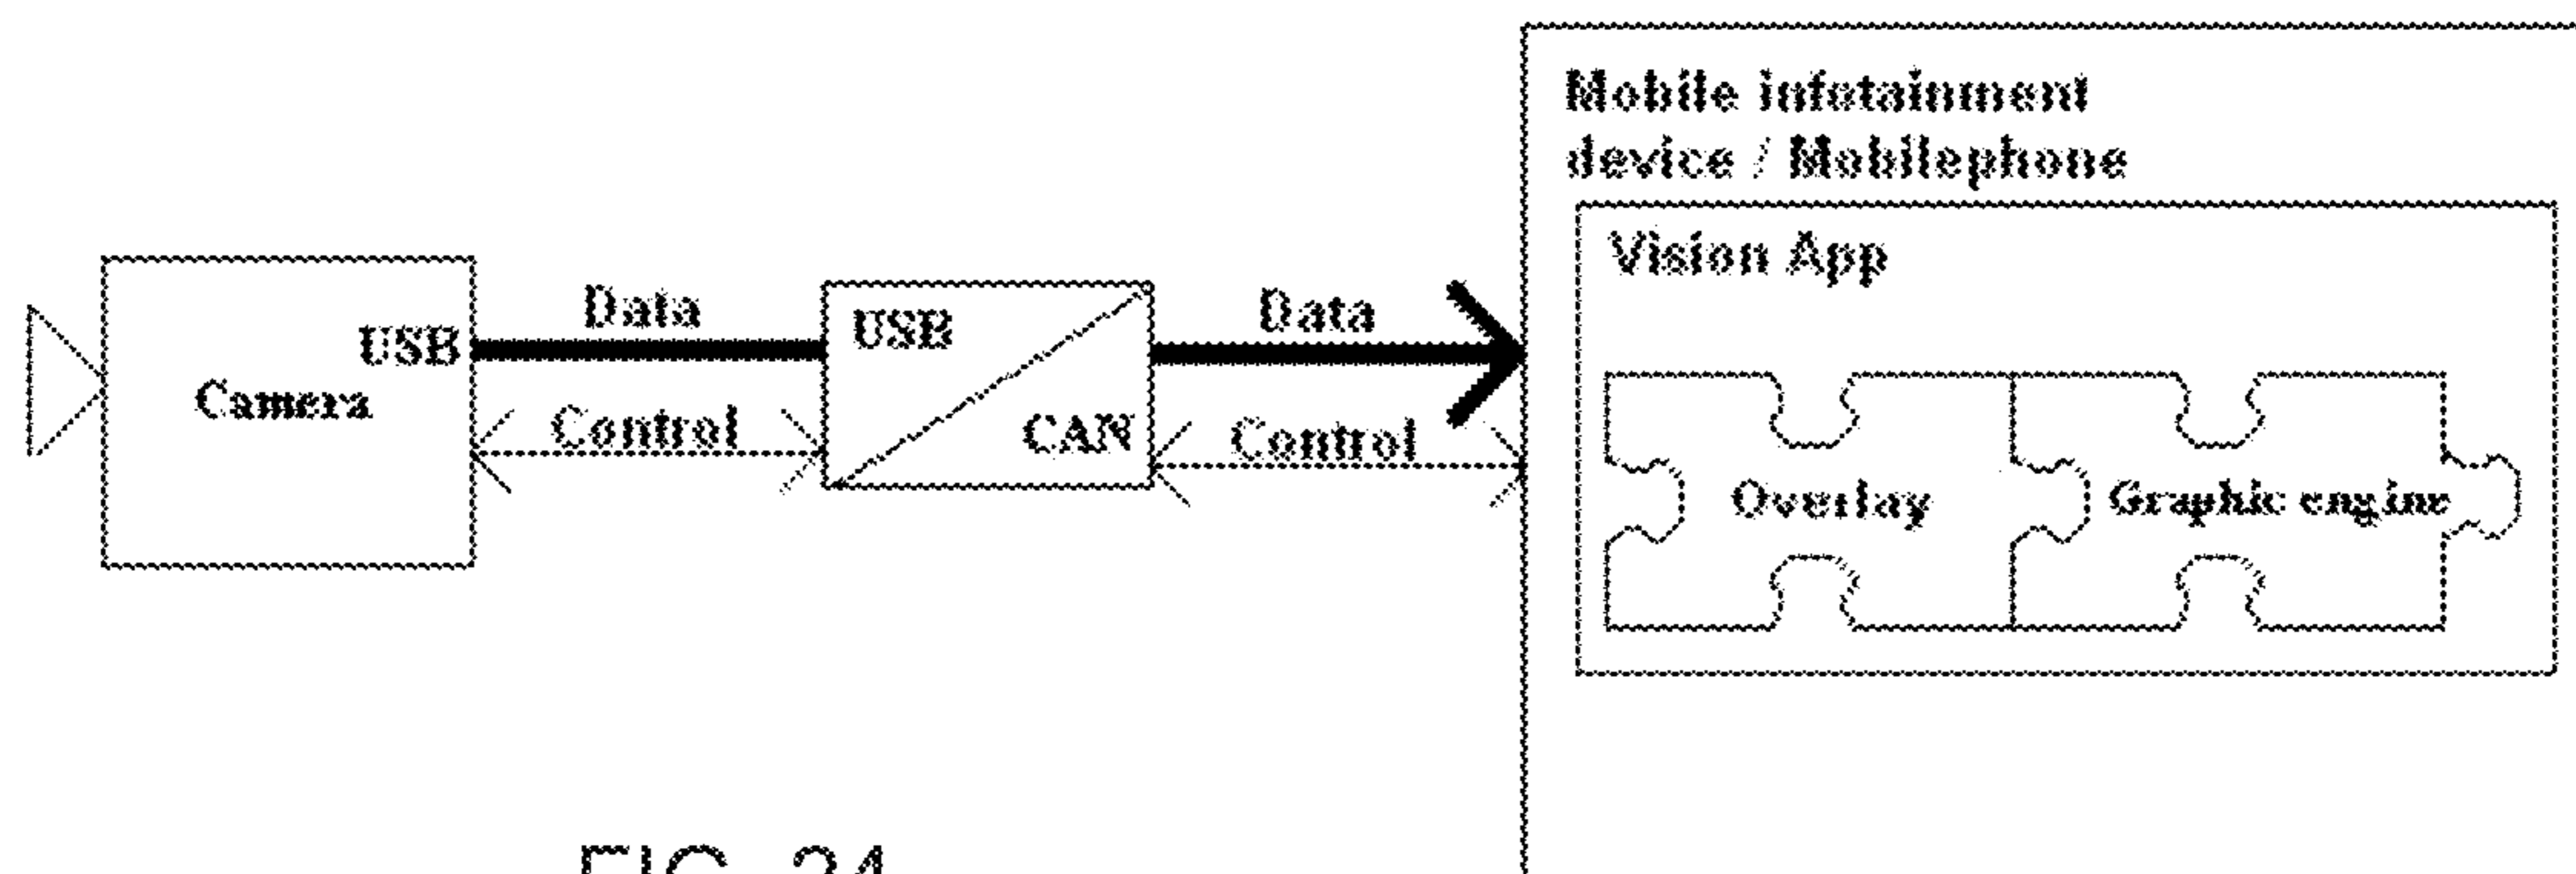 Mobile infotainment
device / Mobilephone
Vision App
Data
Data
USB
USB
Camera
Control
CAN
Control
Overlay
Graphic engine